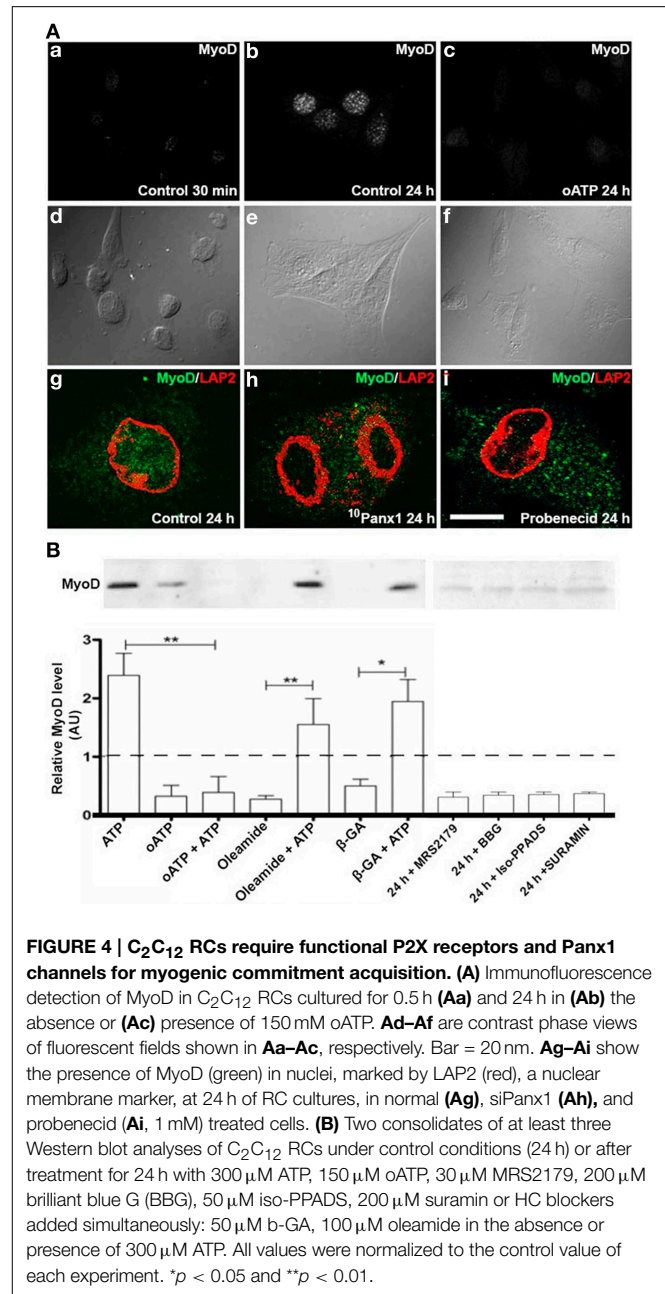 A
a MyoD
b MyoD
c MyoD
Control 30 min
Control 24 h
oATP 24 h
d
e
f
g MyoD/LAP2
h MyoD/LAP2
i MyoD/LAP2
Control 24 h
¹⁰Panx1 24 h
Probenecid 24 h
B
MyoD
Relative MyoD level
(AU)
3
2
1
0
**
**
*
ATP
oATP
oATP + ATP
Oleamide
Oleamide + ATP
β-GA
β-GA + ATP
24 h + MRS2179
24 h + BBG
24 h + Iso-PPADS
24 h +SURAMIN
FIGURE 4 | C₂C₁₂ RCs require functional P2X receptors and Panx1
channels for myogenic commitment acquisition. (A) Immunofluorescence
detection of MyoD in C₂C₁₂ RCs cultured for 0.5 h (Aa) and 24 h in (Ab) the
absence or (Ac) presence of 150 mM oATP. Ad–Af are contrast phase views
of fluorescent fields shown in Aa–Ac, respectively. Bar = 20 nm. Ag–Ai show
the presence of MyoD (green) in nuclei, marked by LAP2 (red), a nuclear
membrane marker, at 24 h of RC cultures, in normal (Ag), siPanx1 (Ah), and
probenecid (Ai, 1 mM) treated cells. (B) Two consolidates of at least three
Western blot analyses of C₂C₁₂ RCs under control conditions (24 h) or after
treatment for 24 h with 300 μM ATP, 150 μM oATP, 30 μM MRS2179, 200 μM
brilliant blue G (BBG), 50 μM iso-PPADS, 200 μM suramin or HC blockers
added simultaneously: 50 μM b-GA, 100 μM oleamide in the absence or
presence of 300 μM ATP. All values were normalized to the control value of
each experiment. *p < 0.05 and **p < 0.01.